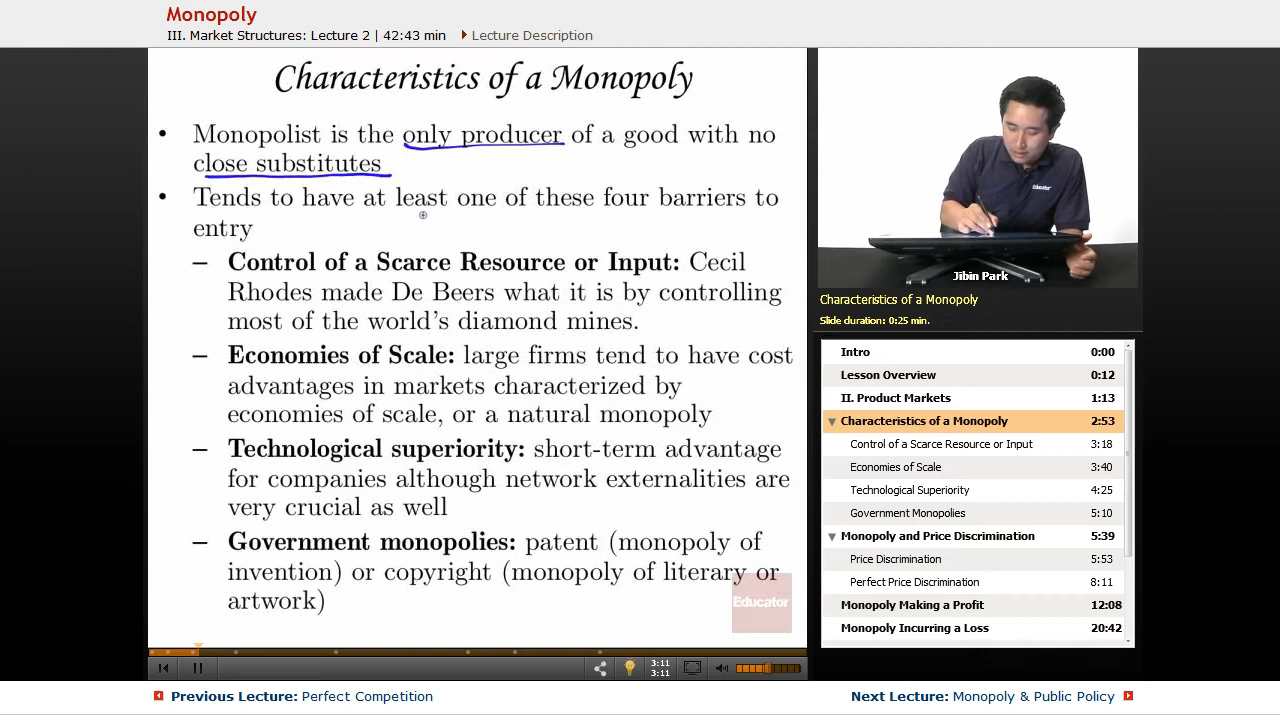 Monopoly
III. Market Structures: Lecture 2 | 42:43 min
Lecture Description
Characteristics of a Monopoly
• Monopolist is the only producer of a good with no
close substitutes
• Tends to have at least one of these four barriers to
entry
– Control of a Scarce Resource or Input: Cecil
Rhodes made De Beers what it is by controlling
most of the world's diamond mines.
– Economies of Scale: large firms tend to have cost
advantages in markets characterized by
economies of scale, or a natural monopoly
– Technological superiority: short-term advantage
for companies although network externalities are
very crucial as well
– Government monopolies: patent (monopoly of
invention) or copyright (monopoly of literary or
artwork)
Educator
3:11
3:11
Educator
Jibin Park
Characteristics of a Monopoly
Slide duration: 0:25 min.
Intro 0:00
Lesson Overview 0:12
II. Product Markets 1:13
Characteristics of a Monopoly 2:53
Control of a Scarce Resource or Input 3:18
Economies of Scale 3:40
Technological Superiority 4:25
Government Monopolies 5:10
Monopoly and Price Discrimination 5:39
Price Discrimination 5:53
Perfect Price Discrimination 8:11
Monopoly Making a Profit 12:08
Monopoly Incurring a Loss 20:42
Previous Lecture: Perfect Competition
Next Lecture: Monopoly & Public Policy